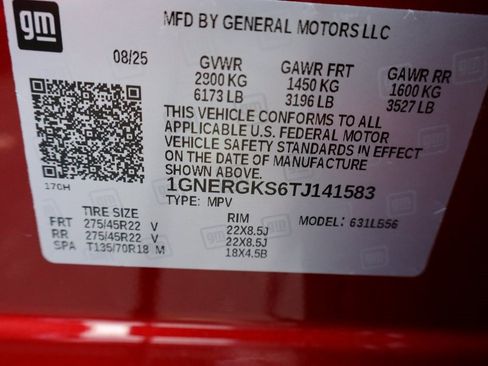 gm
MFD BY GENERAL MOTORS LLC
08/25 GVWR GAWR FRT GAWR RR
2800 KG 1450 KG 1600 KG
6173 LB 3196 LB 3527 LB
THIS VEHICLE CONFORMS TO ALL
APPLICABLE U.S. FEDERAL MOTOR
VEHICLE SAFETY STANDARDS IN EFFECT
ON THE DATE OF MANUFACTURE
SHOWN ABOVE.
17CH
1GNERGKS6TJ141583
TYPE: MPV
TIRE SIZE RIM MODEL: 631LB56
FRT 275/45R22 V 22X8.5J
RR 275/45R22 V 22X8.5J
SPA T135/70R18 M 18X4.5B